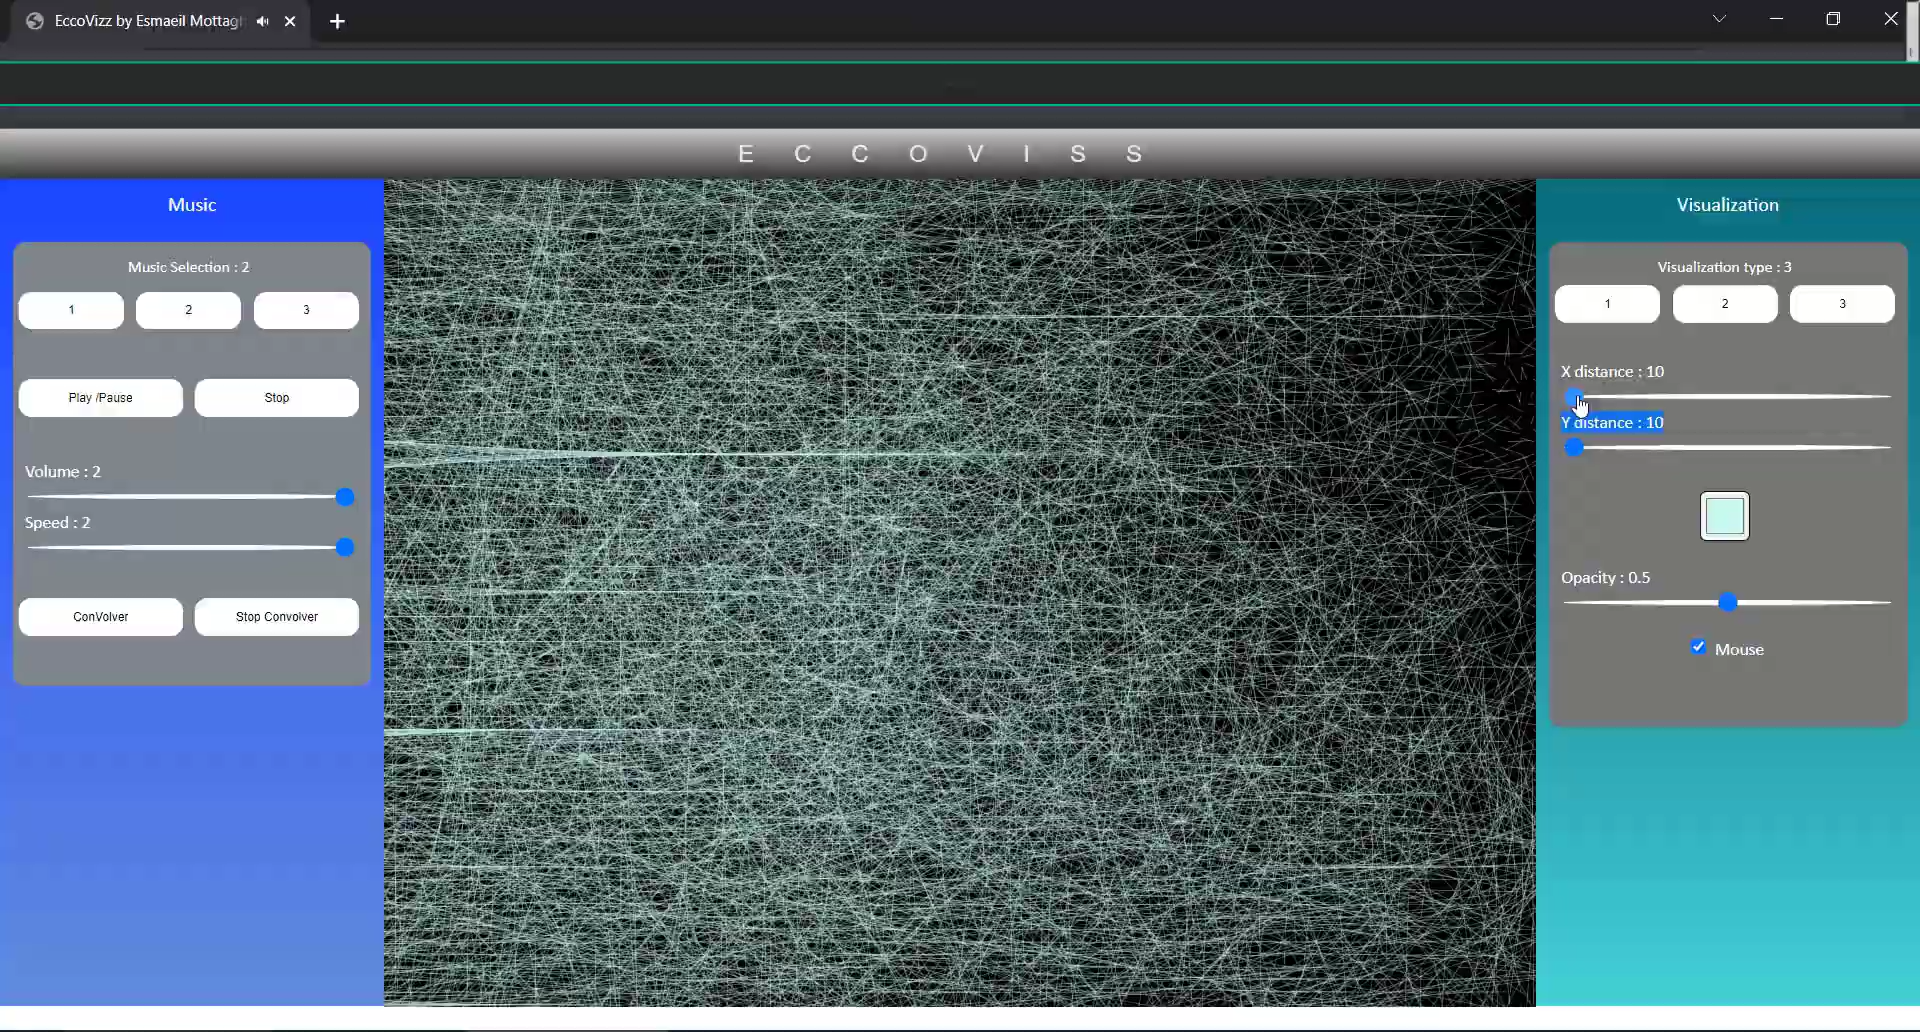 EccoVizz by Esmaeil Mottagh
E C C O V I S S
Music
Music Selection : 2
1 2 3
Play /Pause Stop
Volume : 2
Speed : 2
ConVolver Stop Convolver
Visualization
Visualization type : 3
1 2 3
X distance : 10
Y distance : 10
Opacity : 0.5
Mouse